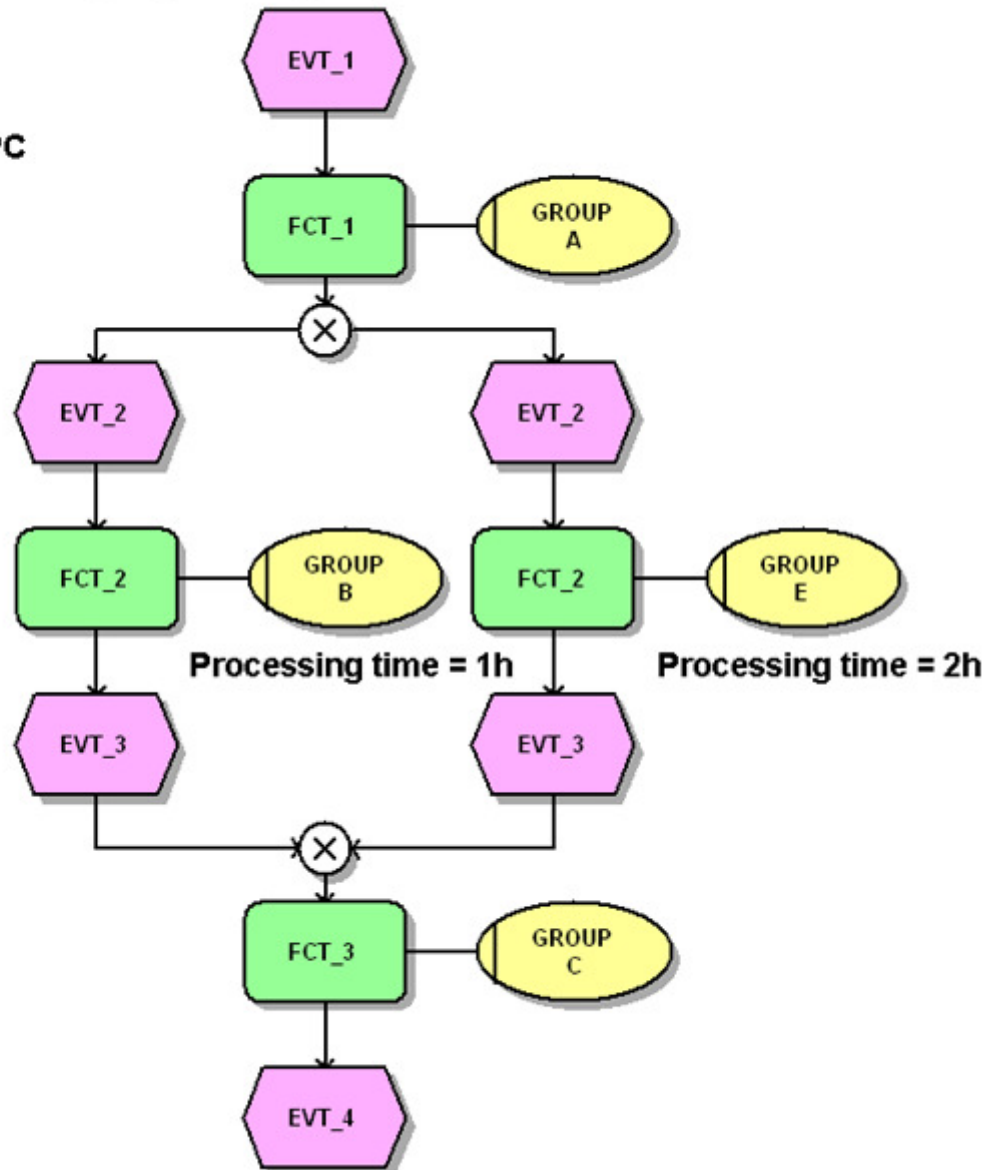 EVT_1
PC
FCT_1
GROUP
A
EVT_2
EVT_2
FCT_2
GROUP
B
FCT_2
GROUP
E
Processing time = 1h
Processing time = 2h
EVT_3
EVT_3
FCT_3
GROUP
C
EVT_4